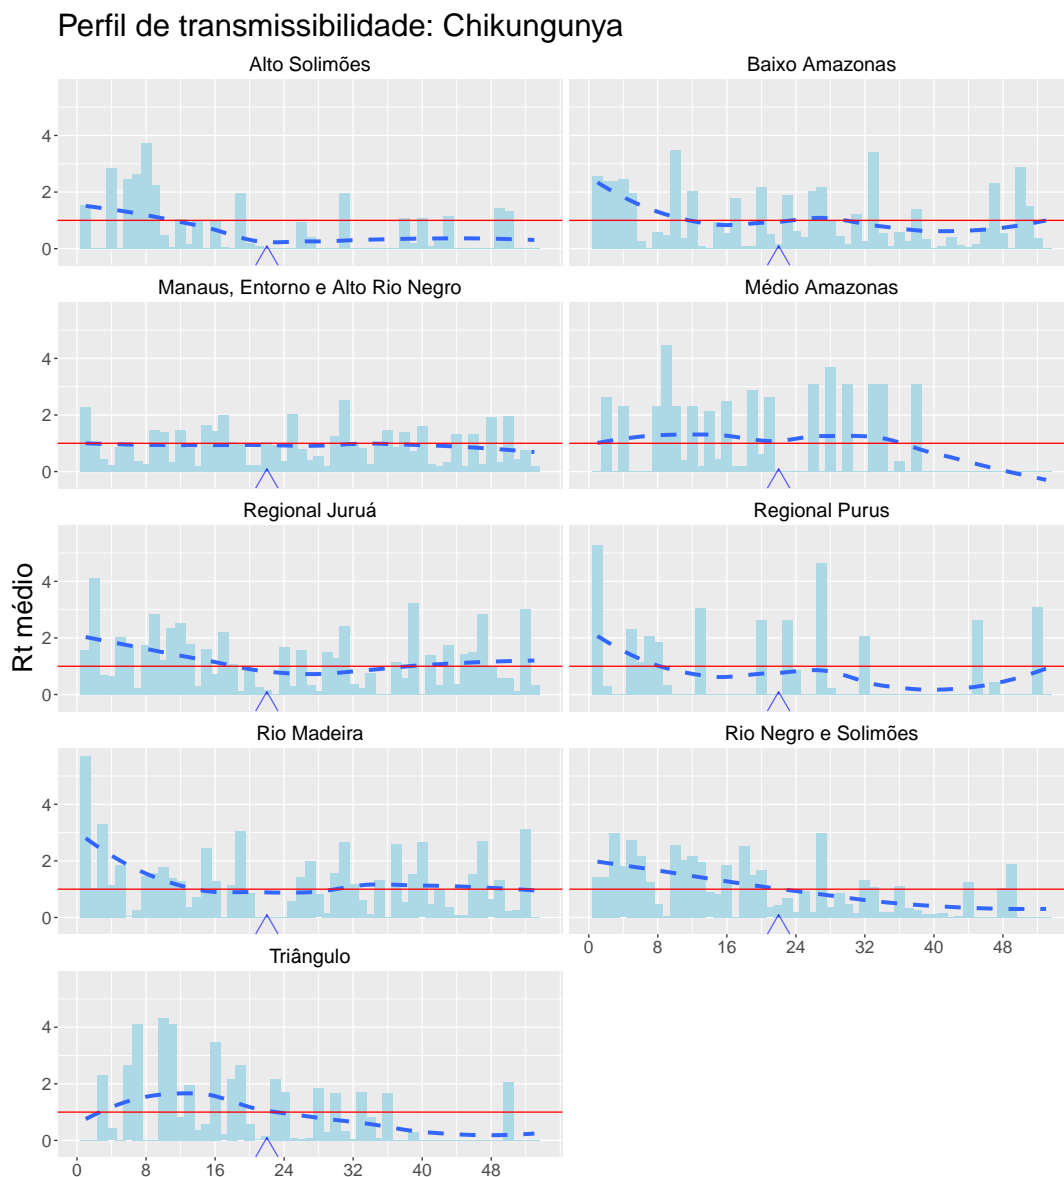 Perfil de transmissibilidade: Chikungunya
Alto Solimões
Baixo Amazonas
4
2
0
Manaus, Entorno e Alto Rio Negro
Médio Amazonas
4
2
0
Regional Juruá
Regional Purus
4
2
0
Rt médio
Rio Madeira
Rio Negro e Solimões
4
2
0
0 8 16 24 32 40 48
Triângulo
4
2
0
0 8 16 24 32 40 48